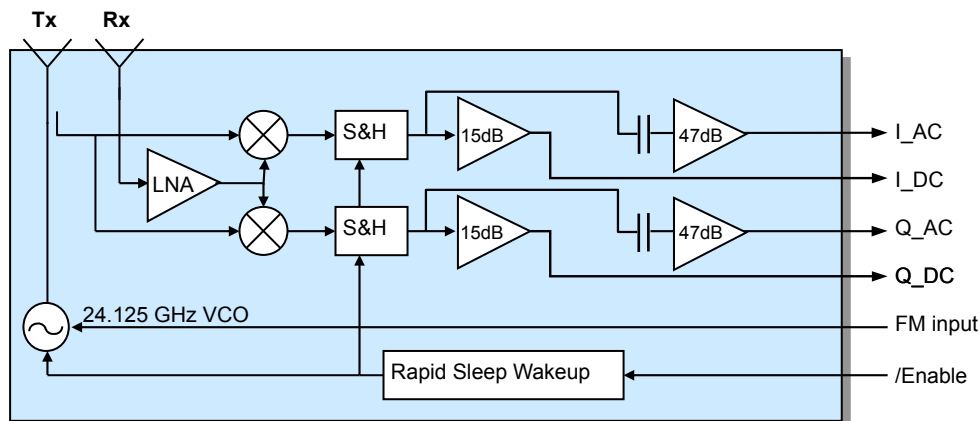 Tx
Rx
S&H
15dB
47dB
I_AC
LNA
I_DC
S&H
15dB
47dB
Q_AC
Q_DC
24.125 GHz VCO
FM input
Rapid Sleep Wakeup
/Enable